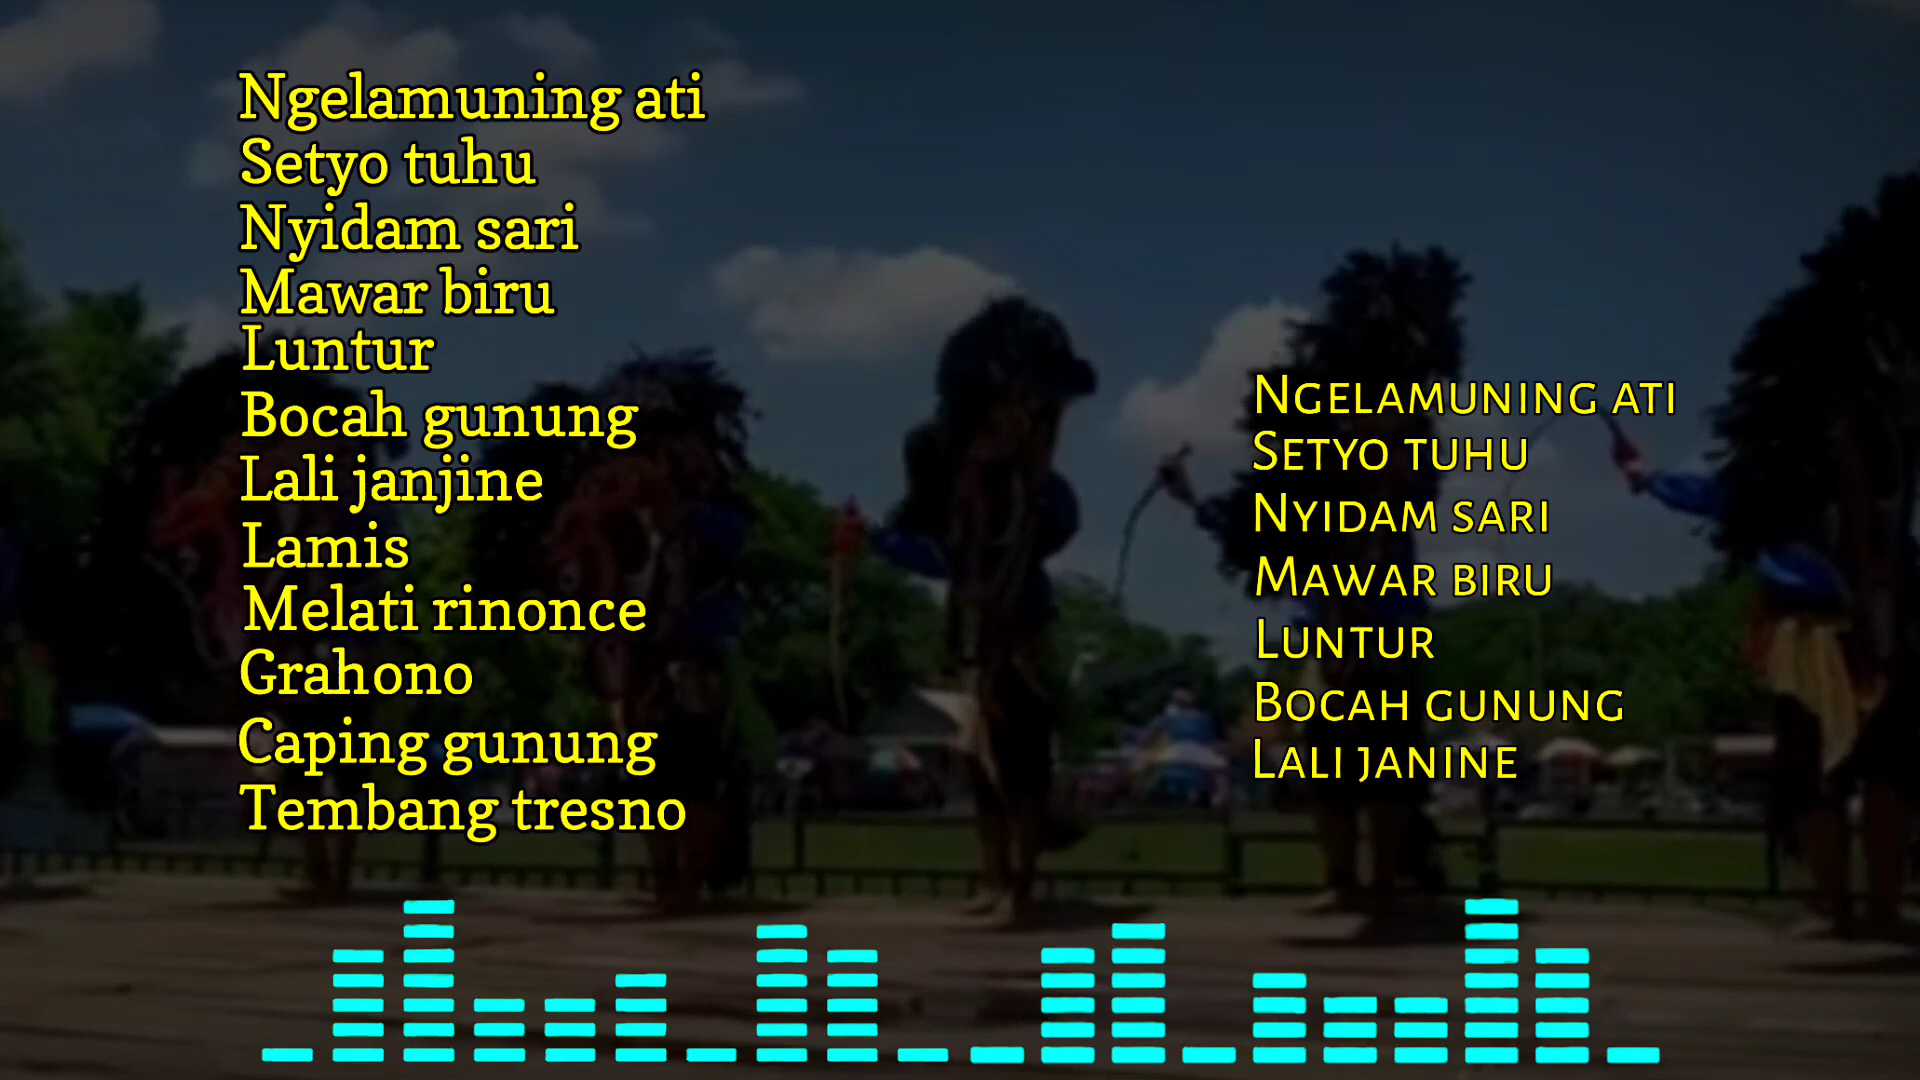 Ngelamuning ati
Setyo tuhu
Nyidam sari
Mawar biru
Luntur
Bocah gunung
Lali janjine
Lamis
Melati rinonce
Grahono
Caping gunung
Tembang tresno
Ngelamuning ati
Setyo tuhu
Nyidam sari
Mawar biru
Luntur
Bocah gunung
Lali janine